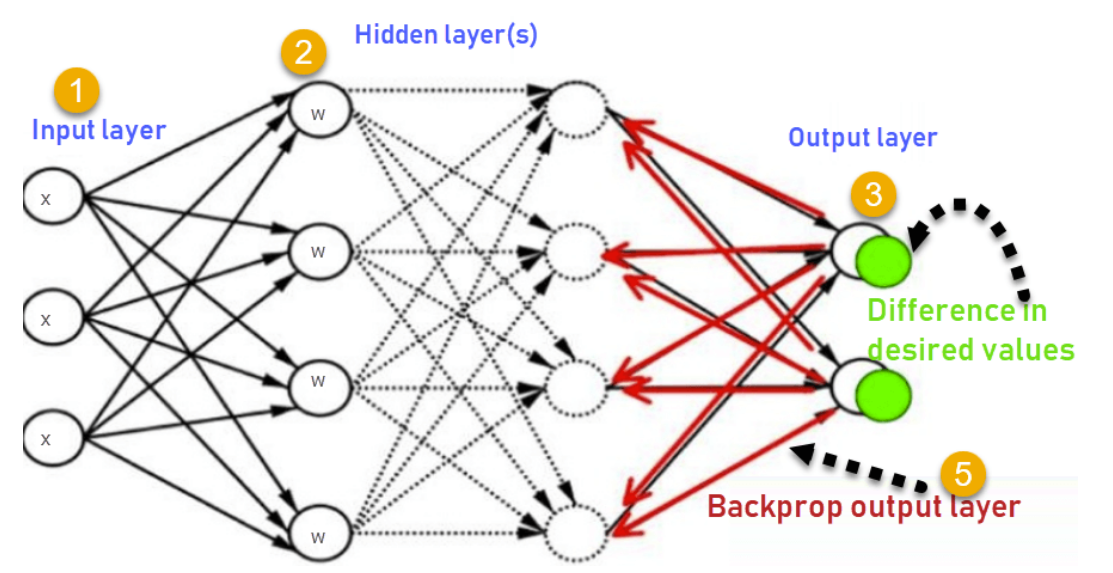 Hidden layer(s)
2
1
Input layer
Output layer
3
x
x
x
w
w
w
w
Difference in
desired values
5
Backprop output layer